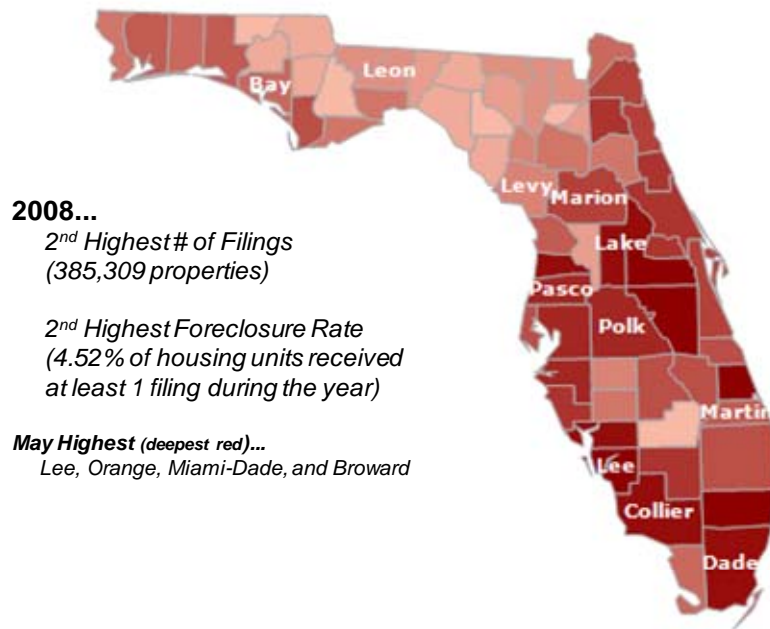 Bay
Leon
Levy
Marion
Lake
Pasco
Polk
Martin
Lee
Collier
Dade
2008...
2nd Highest # of Filings
(385,309 properties)
2nd Highest Foreclosure Rate
(4.52% of housing units received
at least 1 filing during the year)
May Highest (deepest red)...
Lee, Orange, Miami-Dade, and Broward